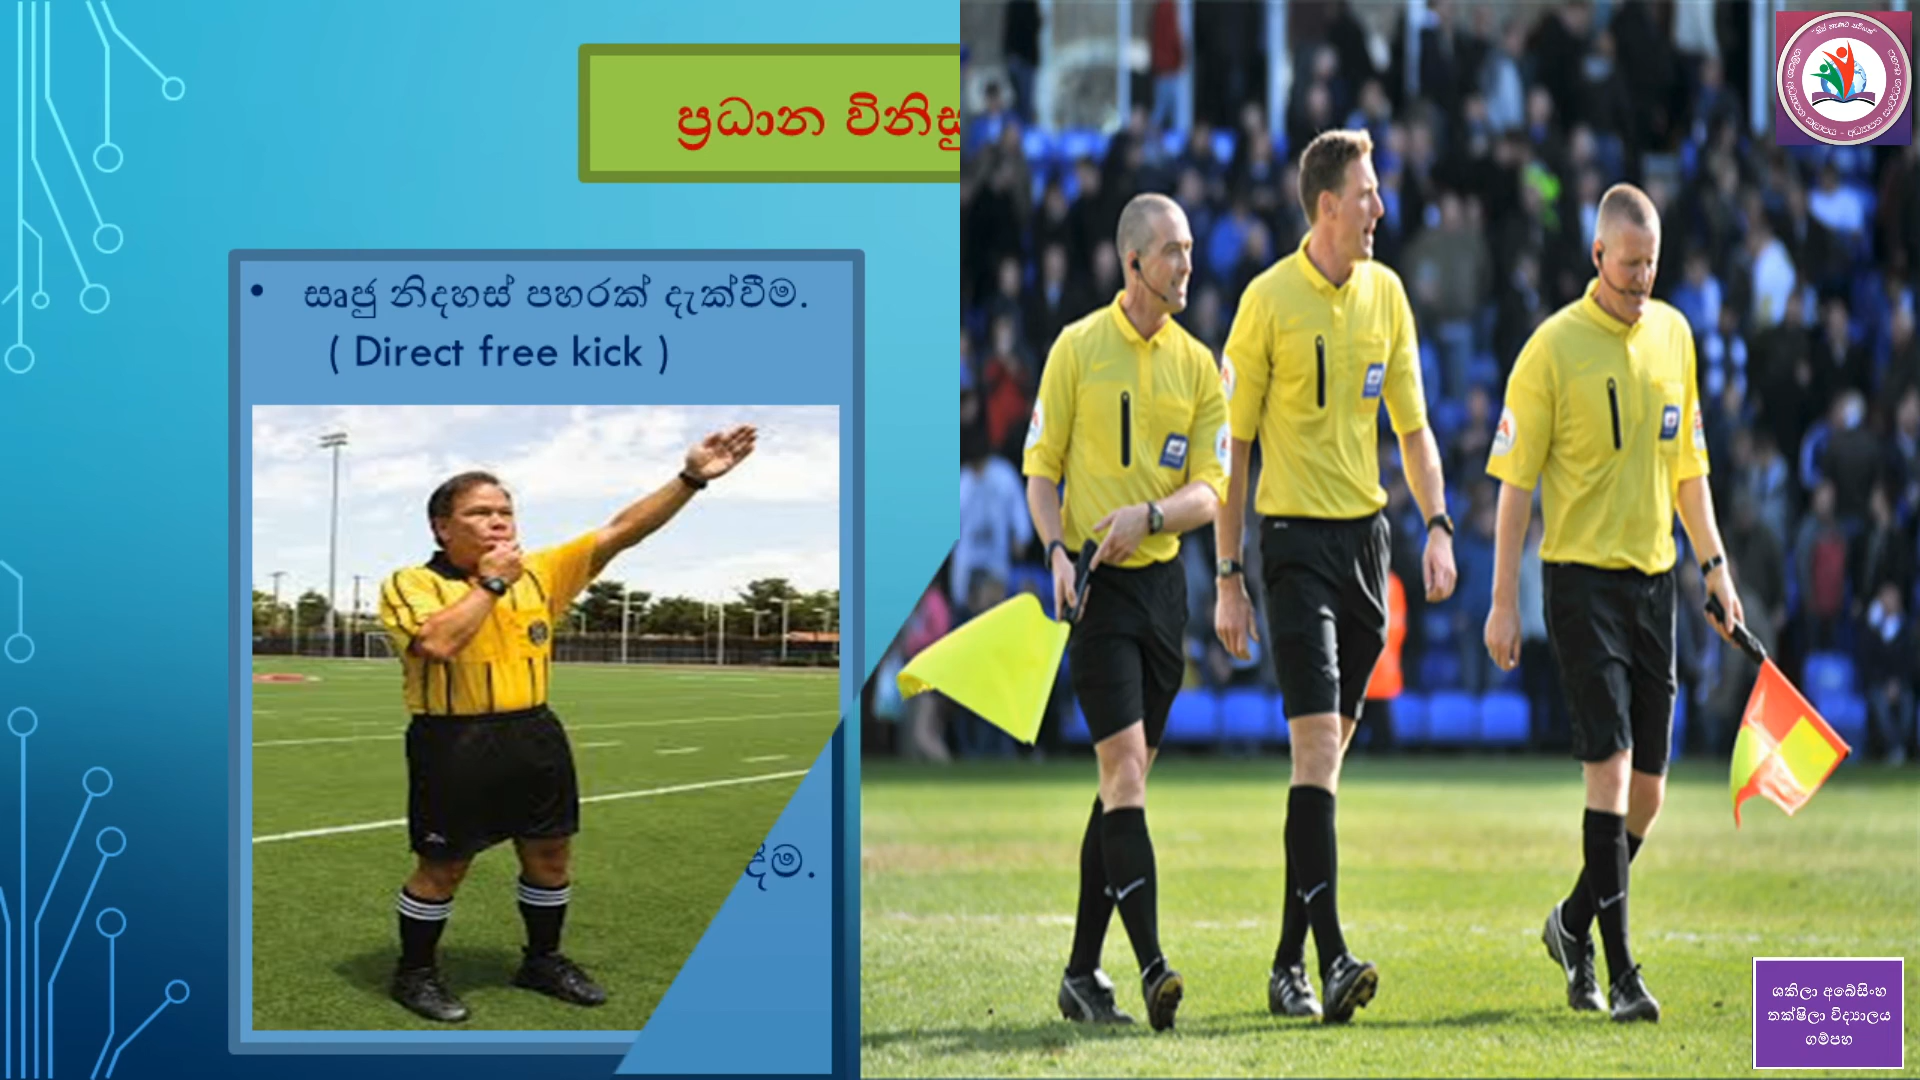 ප්‍රධාන
• සෘජු නිදහස් පහරක් දැක්වීම.
( Direct free kick )
ශකිලා අබේසිංහ
තක්ෂිලා විද්‍යාලය
ගම්පහ